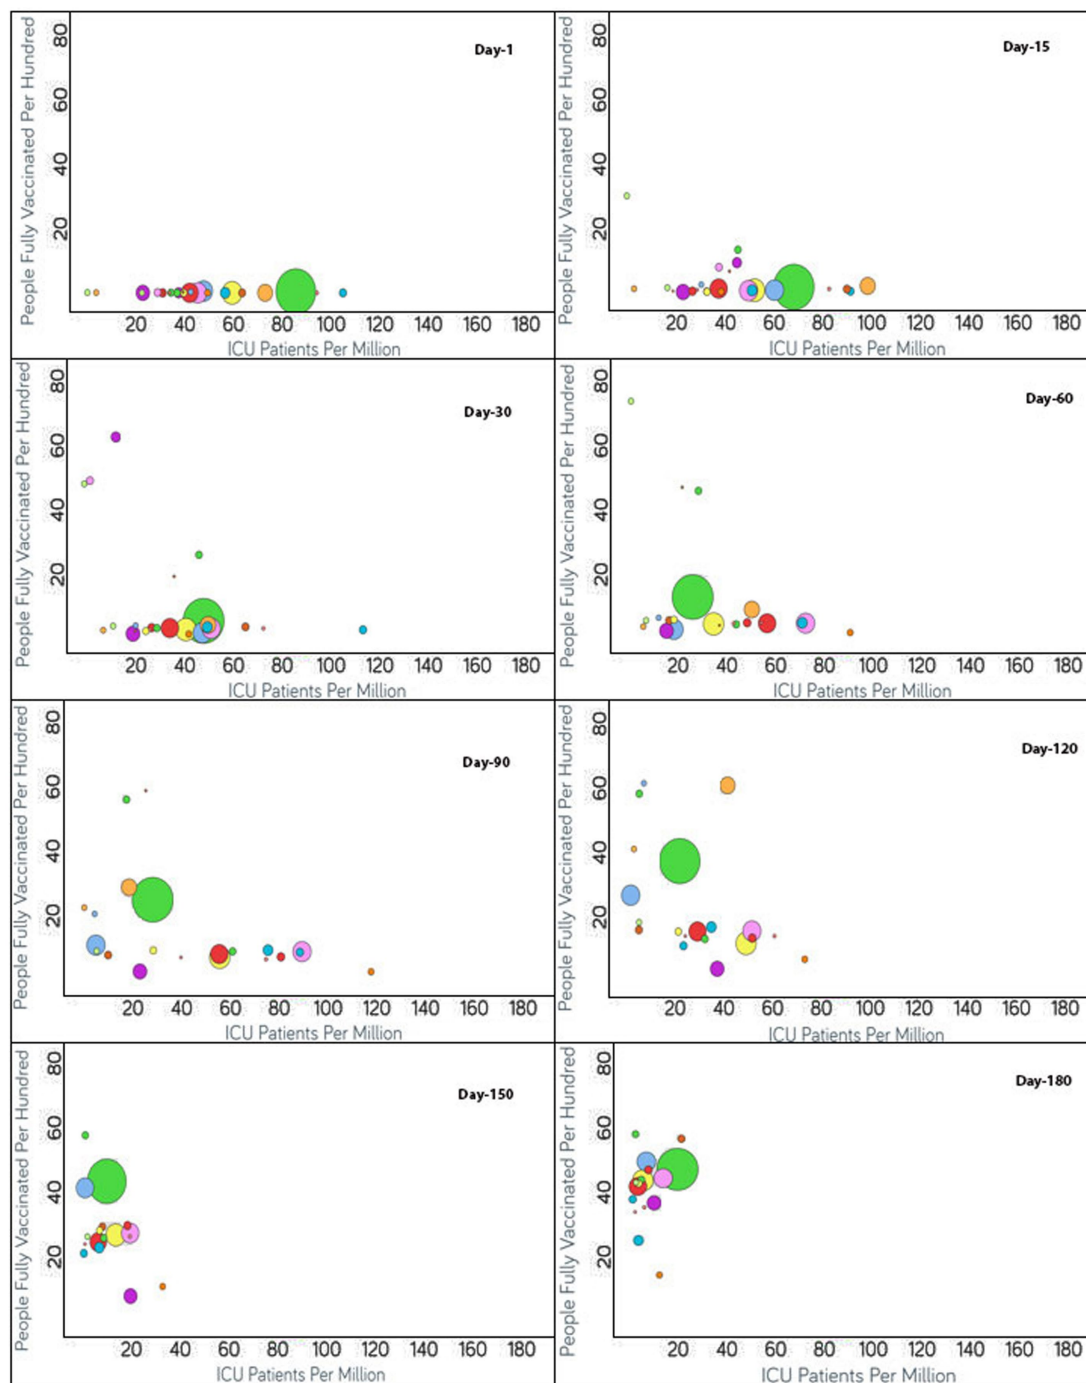 People Fully Vaccinated Per Hundred
80
60
40
20
Day-1
20 40 60 80 100 120 140 160 180
ICU Patients Per Million
People Fully Vaccinated Per Hundred
80
60
40
20
Day-15
20 40 60 80 100 120 140 160 180
ICU Patients Per Million
People Fully Vaccinated Per Hundred
80
60
40
20
Day-30
20 40 60 80 100 120 140 160 180
ICU Patients Per Million
People Fully Vaccinated Per Hundred
80
60
40
20
Day-60
20 40 60 80 100 120 140 160 180
ICU Patients Per Million
People Fully Vaccinated Per Hundred
80
60
40
20
Day-90
20 40 60 80 100 120 140 160 180
ICU Patients Per Million
People Fully Vaccinated Per Hundred
80
60
40
20
Day-120
20 40 60 80 100 120 140 160 180
ICU Patients Per Million
People Fully Vaccinated Per Hundred
80
60
40
20
Day-150
20 40 60 80 100 120 140 160 180
ICU Patients Per Million
People Fully Vaccinated Per Hundred
80
60
40
20
Day-180
20 40 60 80 100 120 140 160 180
ICU Patients Per Million